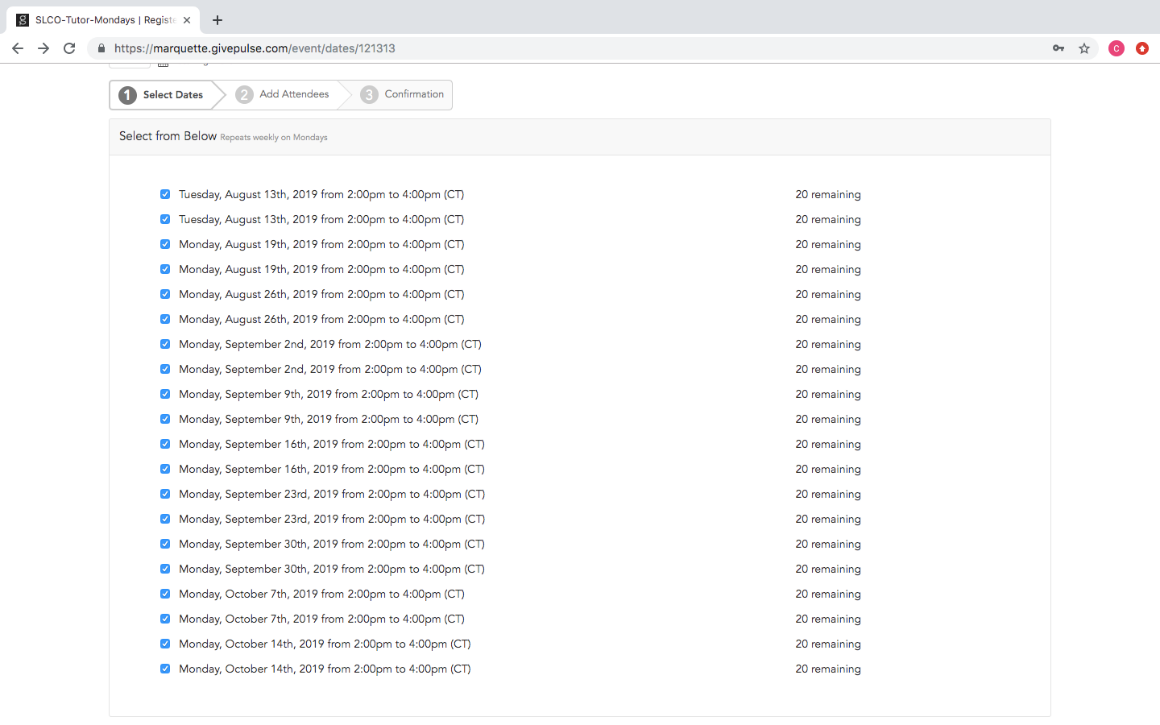 SLCO-Tutor-Mondays | Registe
https://marquette.givepulse.com/event/dates/121313
C
1 Select Dates 2 Add Attendees 3 Confirmation
Select from Below Repeats weekly on Mondays
Tuesday, August 13th, 2019 from 2:00pm to 4:00pm (CT) 20 remaining
Tuesday, August 13th, 2019 from 2:00pm to 4:00pm (CT) 20 remaining
Monday, August 19th, 2019 from 2:00pm to 4:00pm (CT) 20 remaining
Monday, August 19th, 2019 from 2:00pm to 4:00pm (CT) 20 remaining
Monday, August 26th, 2019 from 2:00pm to 4:00pm (CT) 20 remaining
Monday, August 26th, 2019 from 2:00pm to 4:00pm (CT) 20 remaining
Monday, September 2nd, 2019 from 2:00pm to 4:00pm (CT) 20 remaining
Monday, September 2nd, 2019 from 2:00pm to 4:00pm (CT) 20 remaining
Monday, September 9th, 2019 from 2:00pm to 4:00pm (CT) 20 remaining
Monday, September 9th, 2019 from 2:00pm to 4:00pm (CT) 20 remaining
Monday, September 16th, 2019 from 2:00pm to 4:00pm (CT) 20 remaining
Monday, September 16th, 2019 from 2:00pm to 4:00pm (CT) 20 remaining
Monday, September 23rd, 2019 from 2:00pm to 4:00pm (CT) 20 remaining
Monday, September 23rd, 2019 from 2:00pm to 4:00pm (CT) 20 remaining
Monday, September 30th, 2019 from 2:00pm to 4:00pm (CT) 20 remaining
Monday, September 30th, 2019 from 2:00pm to 4:00pm (CT) 20 remaining
Monday, October 7th, 2019 from 2:00pm to 4:00pm (CT) 20 remaining
Monday, October 7th, 2019 from 2:00pm to 4:00pm (CT) 20 remaining
Monday, October 14th, 2019 from 2:00pm to 4:00pm (CT) 20 remaining
Monday, October 14th, 2019 from 2:00pm to 4:00pm (CT) 20 remaining